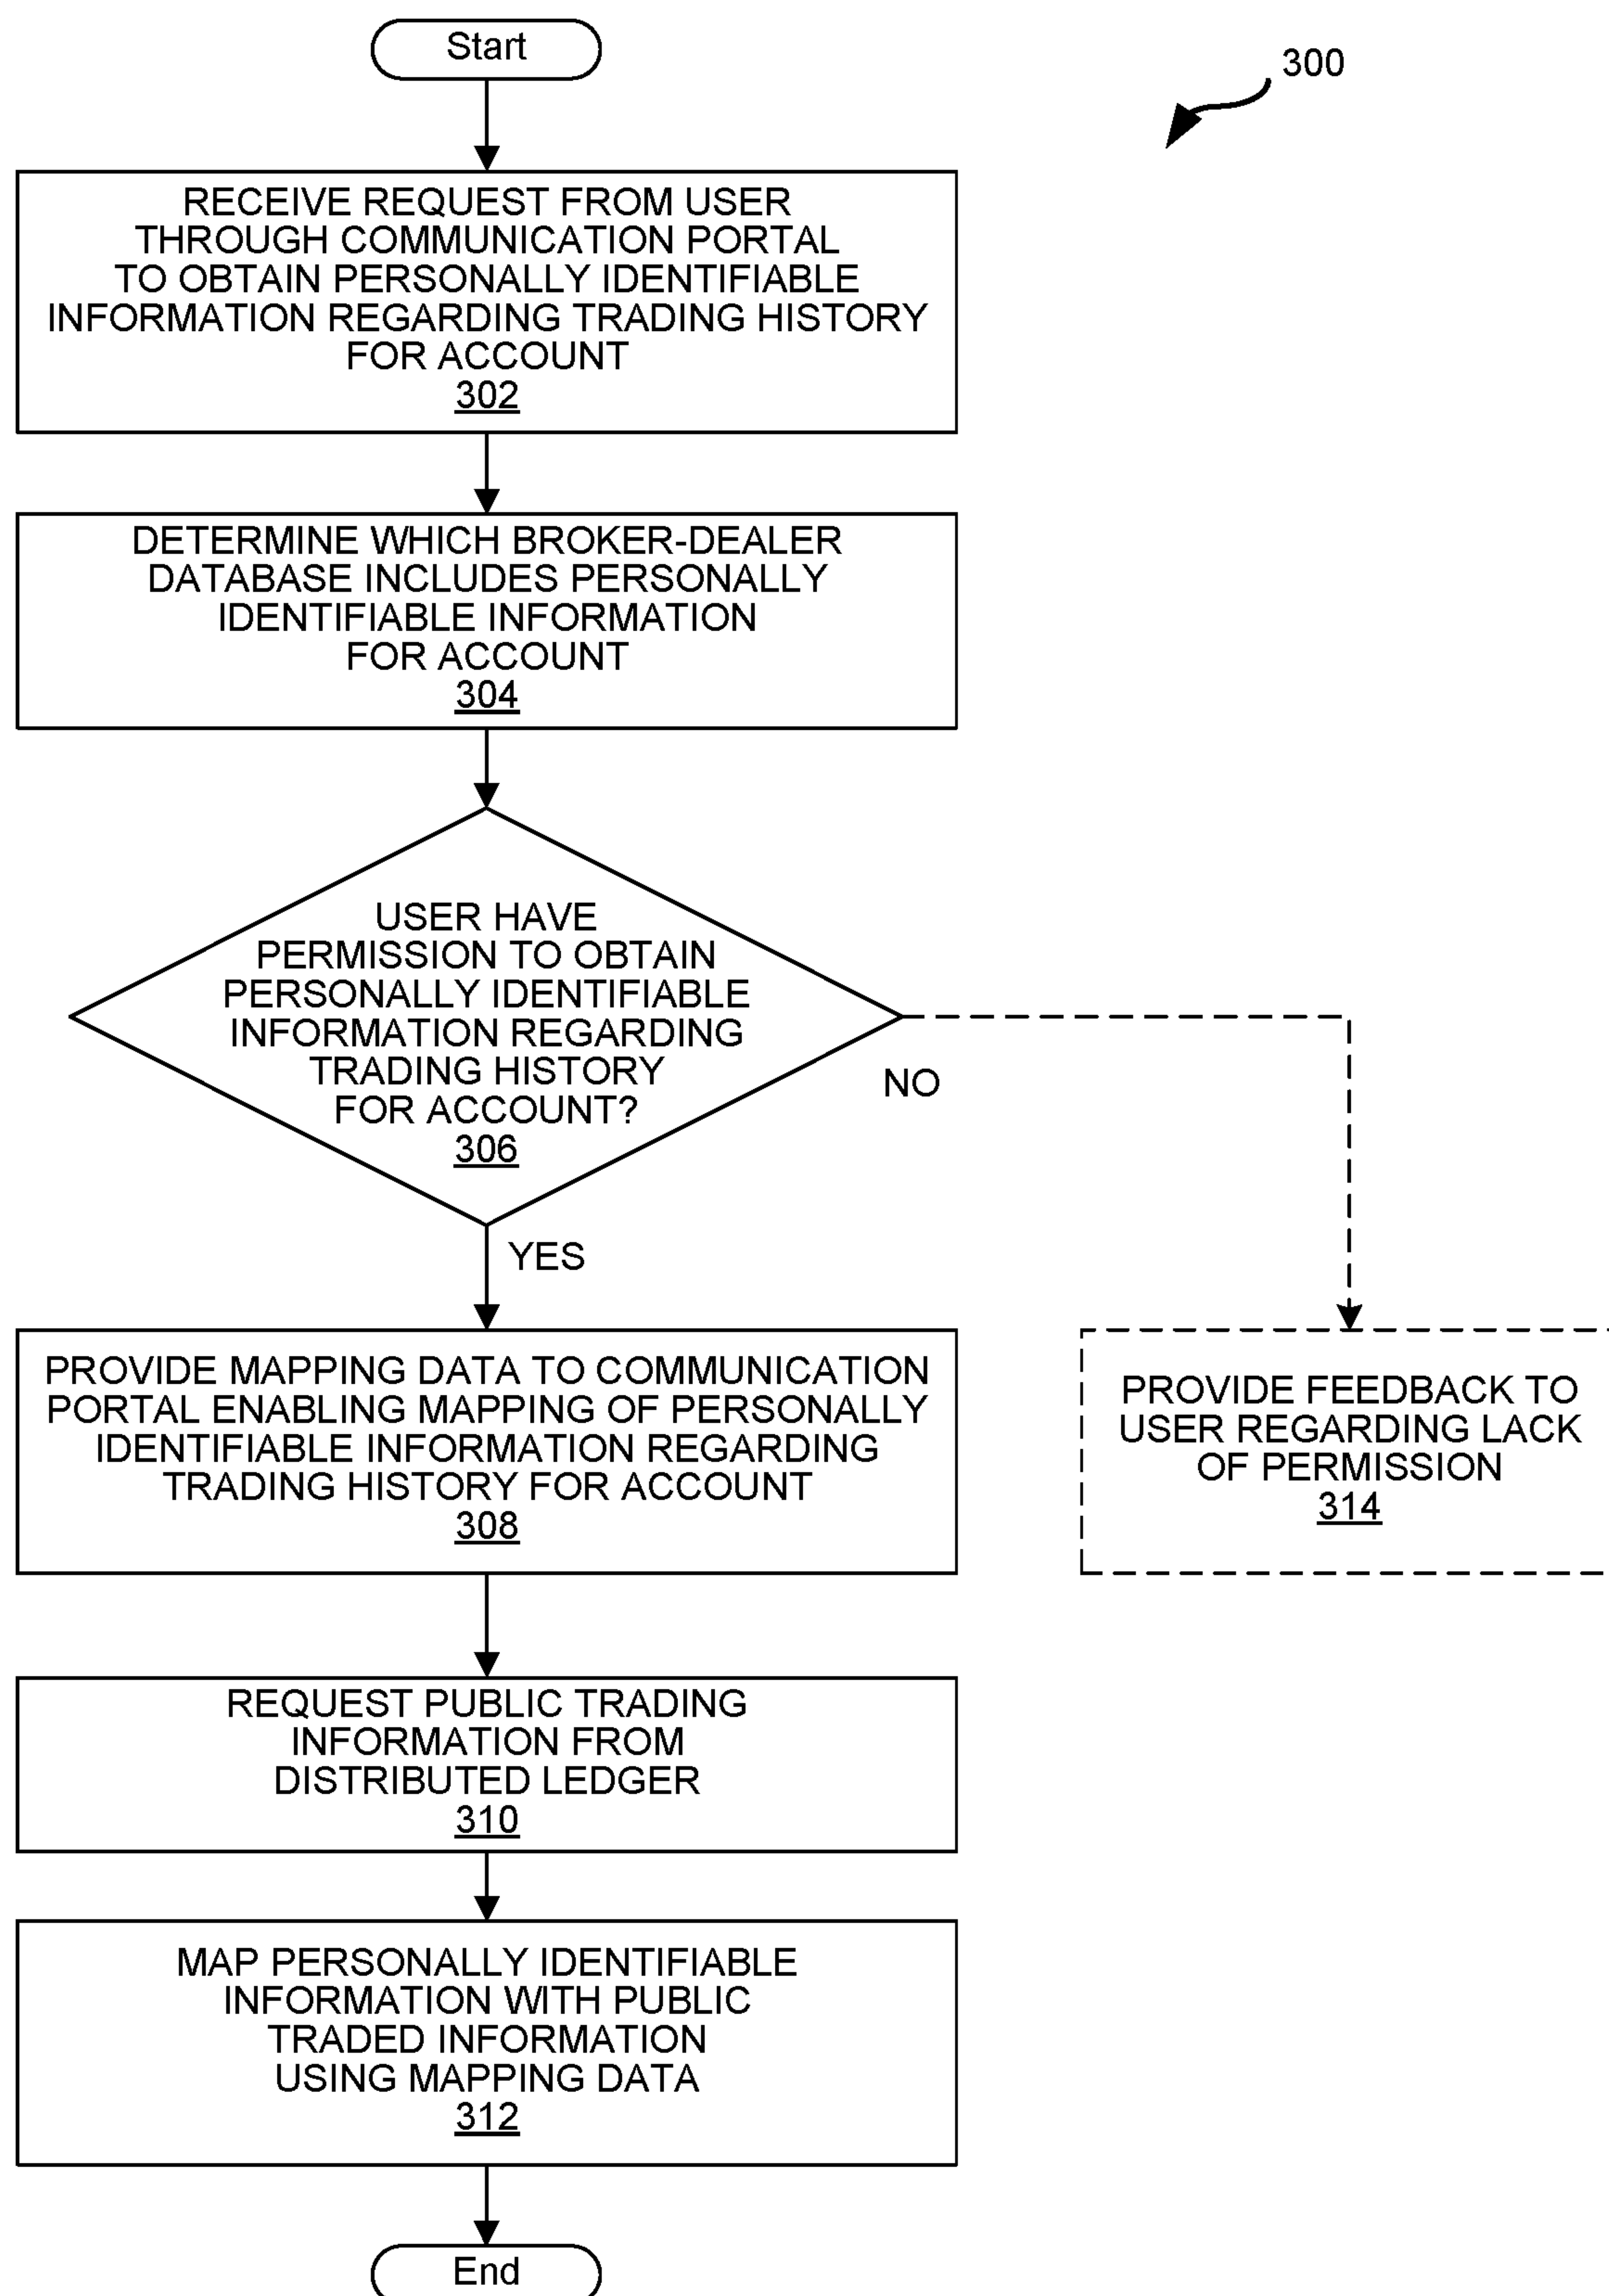 Start
300
RECEIVE REQUEST FROM USER
THROUGH COMMUNICATION PORTAL
TO OBTAIN PERSONALLY IDENTIFIABLE
INFORMATION REGARDING TRADING HISTORY
FOR ACCOUNT
302
DETERMINE WHICH BROKER-DEALER
DATABASE INCLUDES PERSONALLY
IDENTIFIABLE INFORMATION
FOR ACCOUNT
304
USER HAVE
PERMISSION TO OBTAIN
PERSONALLY IDENTIFIABLE
INFORMATION REGARDING
TRADING HISTORY
FOR ACCOUNT?
306
NO
YES
PROVIDE MAPPING DATA TO COMMUNICATION
PORTAL ENABLING MAPPING OF PERSONALLY
IDENTIFIABLE INFORMATION REGARDING
TRADING HISTORY FOR ACCOUNT
308
PROVIDE FEEDBACK TO
USER REGARDING LACK
OF PERMISSION
314
REQUEST PUBLIC TRADING
INFORMATION FROM
DISTRIBUTED LEDGER
310
MAP PERSONALLY IDENTIFIABLE
INFORMATION WITH PUBLIC
TRADED INFORMATION
USING MAPPING DATA
312
End